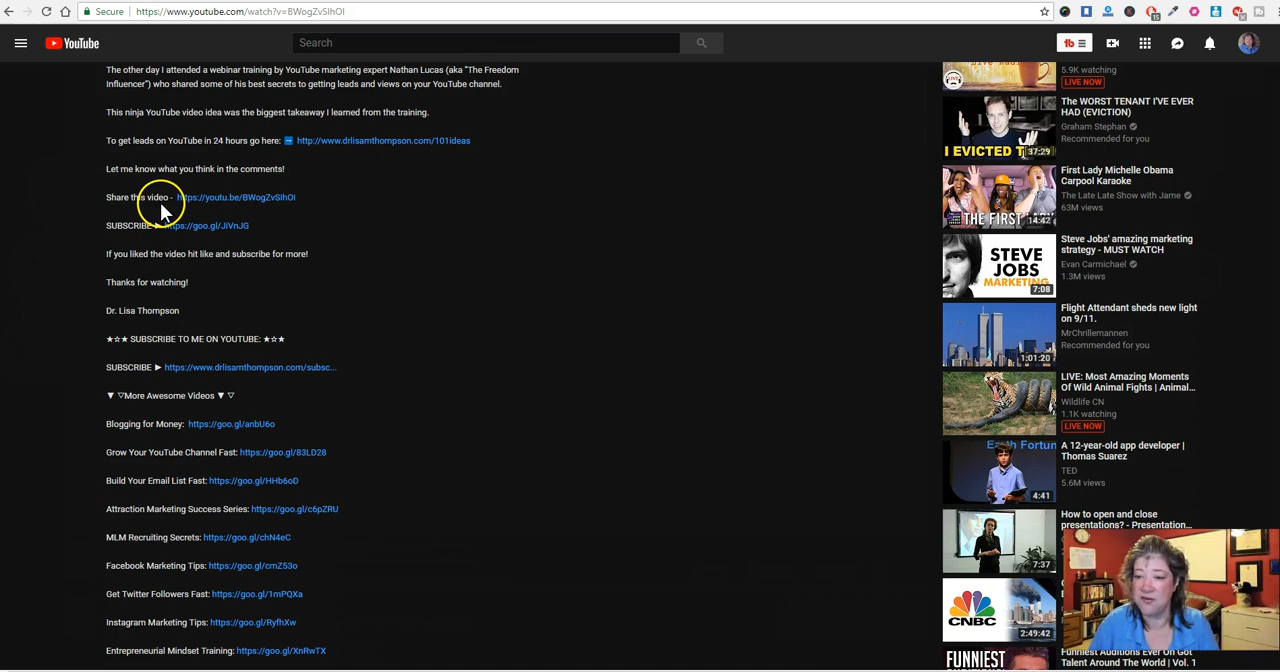 Secure
https://www.youtube.com/watch?v=BWogZvSIhOI
15
YouTube
Search
The other day I attended a webinar training by YouTube marketing expert Nathan Lucas (aka "The Freedom
Influencer") who shared some of his best secrets to getting leads and views on your YouTube channel.
This ninja YouTube video idea was the biggest takeaway I learned from the training.
To get leads on YouTube in 24 hours go here: ➡ http://www.drlisamthompson.com/101ideas
Let me know what you think in the comments!
Share this video - https://youtu.be/BWogZvSIhOI
SUBSCRIBE ► https://goo.gl/JiVnJG
If you liked the video hit like and subscribe for more!
Thanks for watching!
Dr. Lisa Thompson
★☆★ SUBSCRIBE TO ME ON YOUTUBE: ★☆★
SUBSCRIBE ► https://www.drlisamthompson.com/subsc...
▼ ▽More Awesome Videos ▼ ▽
Blogging for Money: https://goo.gl/anbU6o
Grow Your YouTube Channel Fast: https://goo.gl/83LD28
Build Your Email List Fast: https://goo.gl/HHb6oD
Attraction Marketing Success Series: https://goo.gl/c6pZRU
MLM Recruiting Secrets: https://goo.gl/chN4eC
Facebook Marketing Tips: https://goo.gl/cmZ53o
Get Twitter Followers Fast: https://goo.gl/1mPQXa
Instagram Marketing Tips: https://goo.gl/RyfhXw
Entrepreneurial Mindset Training: https://goo.gl/XnRwTX
5.9K watching
LIVE NOW
I EVICTED
37:29
The WORST TENANT I'VE EVER
HAD (EVICTION)
Graham Stephan
Recommended for you
THE FIRST
14:42
First Lady Michelle Obama
Carpool Karaoke
The Late Late Show with Jame
63M views
STEVE
JOBS
MARKETING
7:08
Steve Jobs' amazing marketing
strategy - MUST WATCH
Evan Carmichael
1.3M views
1:01:20
Flight Attendant sheds new light
on 9/11.
MrChrillemannen
Recommended for you
LIVE: Most Amazing Moments
Of Wild Animal Fights | Animal...
Wildlife CN
1.1K watching
LIVE NOW
Earth Fortun
4:41
A 12-year-old app developer |
Thomas Suarez
TED
5.6M views
7:37
How to open and close
presentations? - Presentation...
CNBC
2:49:42
FUNNIEST
Funniest Auditions Ever On Got
Talent Around The World | Vol. 1